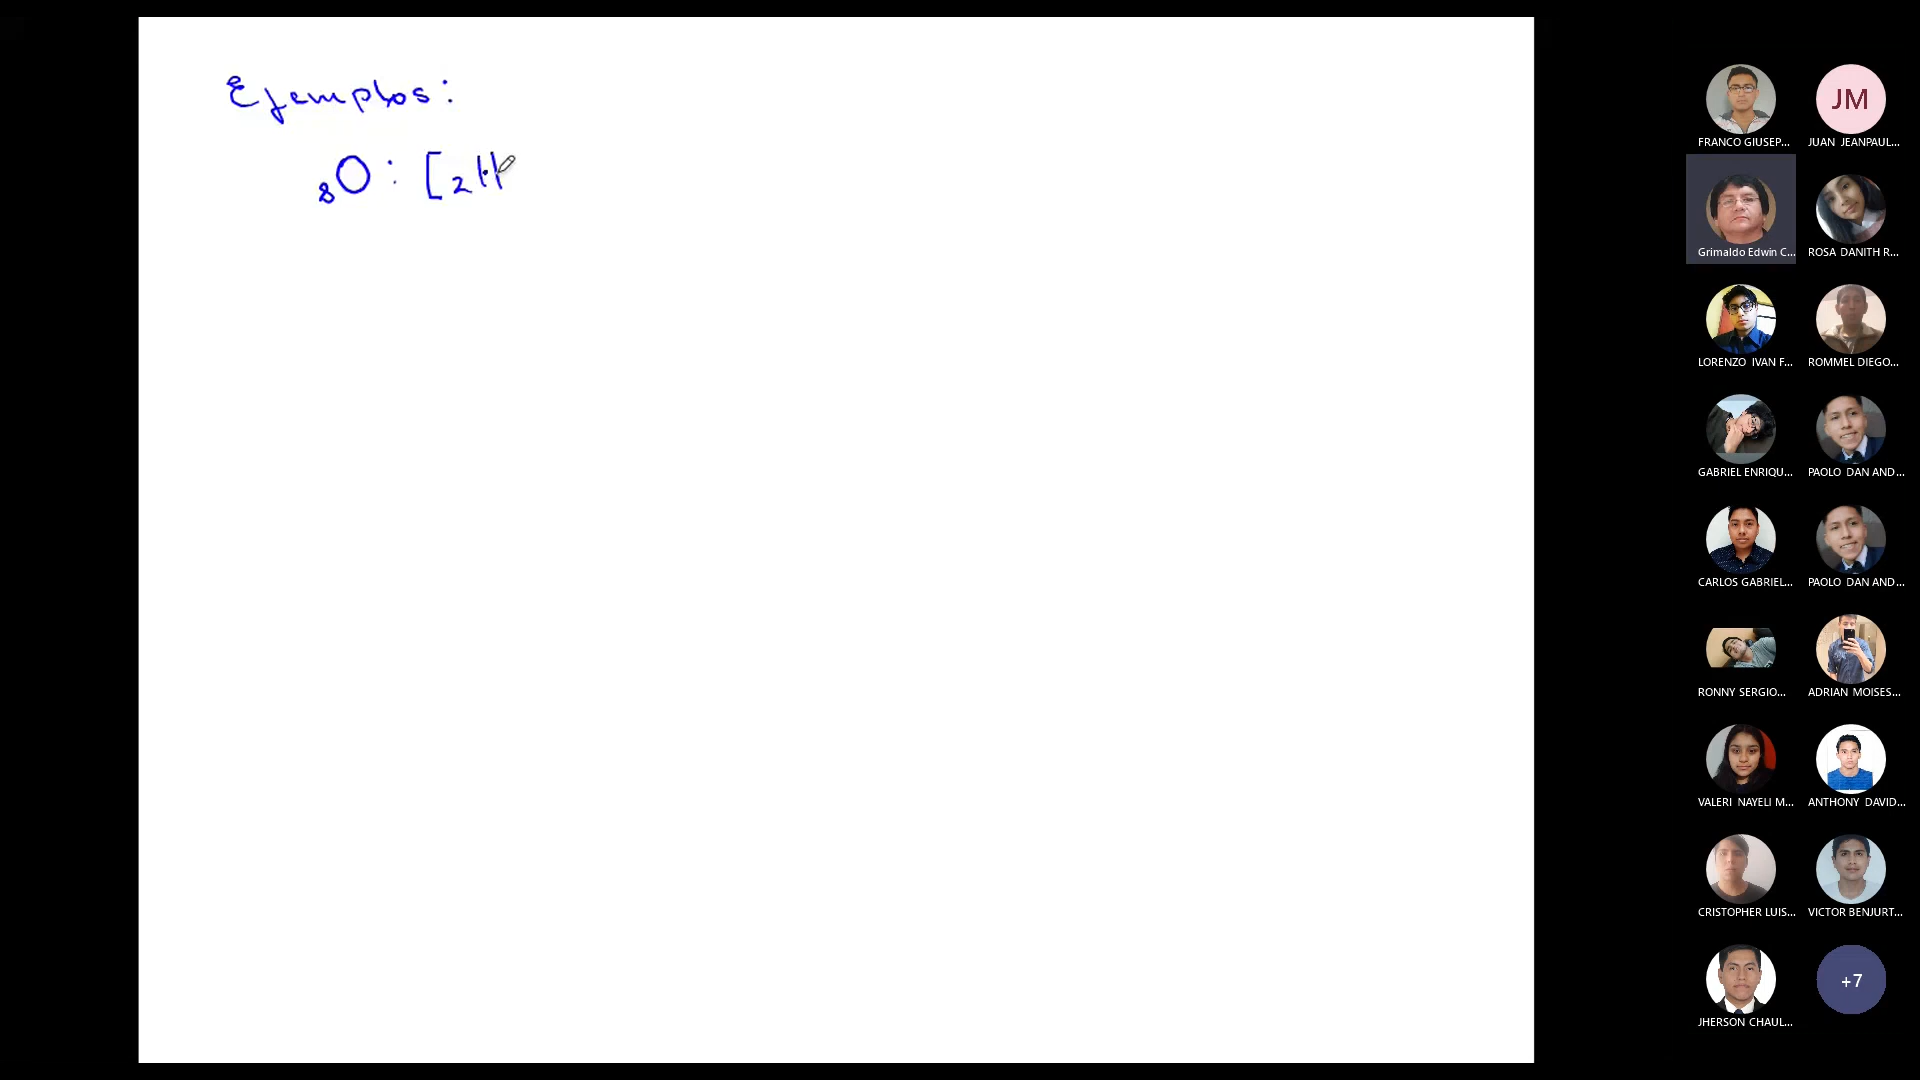 Ejemplos:
₈O : [₂H
FRANCO GIUSEP...
JUAN JEANPAUL...
JM
Grimaldo Edwin C...
ROSA DANITH R...
LORENZO IVAN F...
ROMMEL DIEGO...
GABRIEL ENRIQU...
PAOLO DAN AND...
CARLOS GABRIEL...
PAOLO DAN AND...
RONNY SERGIO...
ADRIAN MOISES...
VALERI NAYELI M...
ANTHONY DAVID...
CRISTOPHER LUIS...
VICTOR BENJURT...
JHERSON CHAUL...
+7